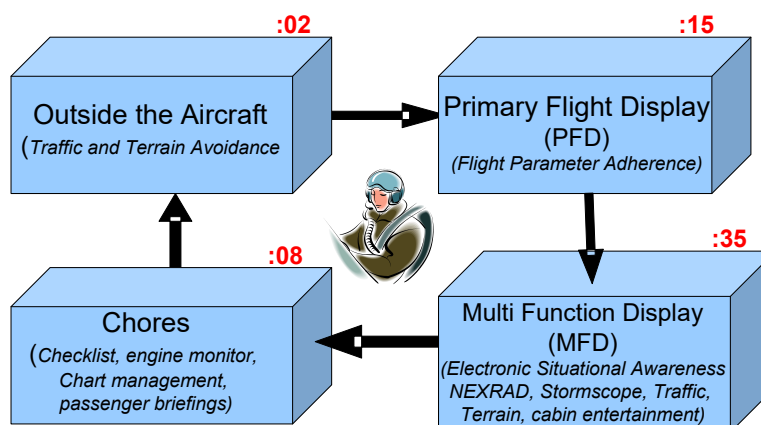 :02
Outside the Aircraft
(Traffic and Terrain Avoidance
:15
Primary Flight Display
(PFD)
(Flight Parameter Adherence)
:08
Chores
(Checklist, engine monitor,
Chart management,
passenger briefings)
:35
Multi Function Display
(MFD)
(Electronic Situational Awareness
NEXRAD, Stormscope, Traffic,
Terrain, cabin entertainment)